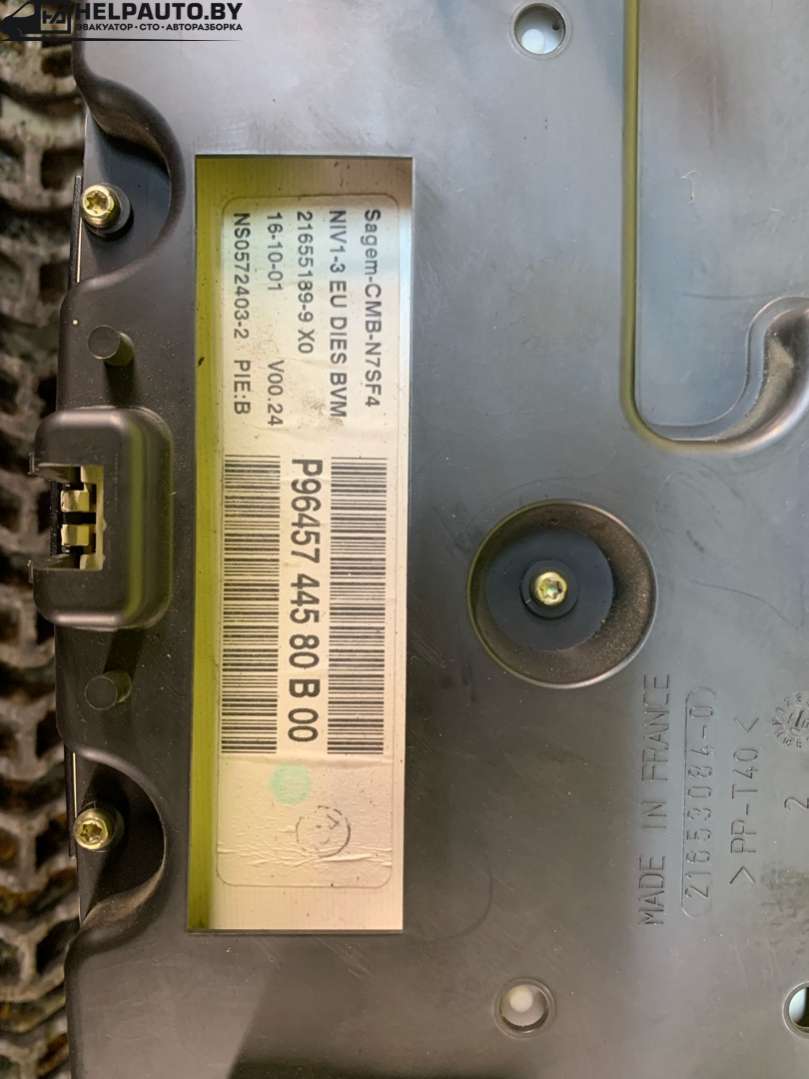 HELPAUTO.BY
ЭВАКУАТОР • СТО • АВТОРАЗБОРКА
Sagem-CMB-N7SF4
NIV1-3 EU DIES BVM
21655189-9 X0
16-10-01 V00.24
NS0572403-2 PIE:B
P96457 445 80 B 00
MADE IN FRANCE
21653084-0
>PP-T40<
2